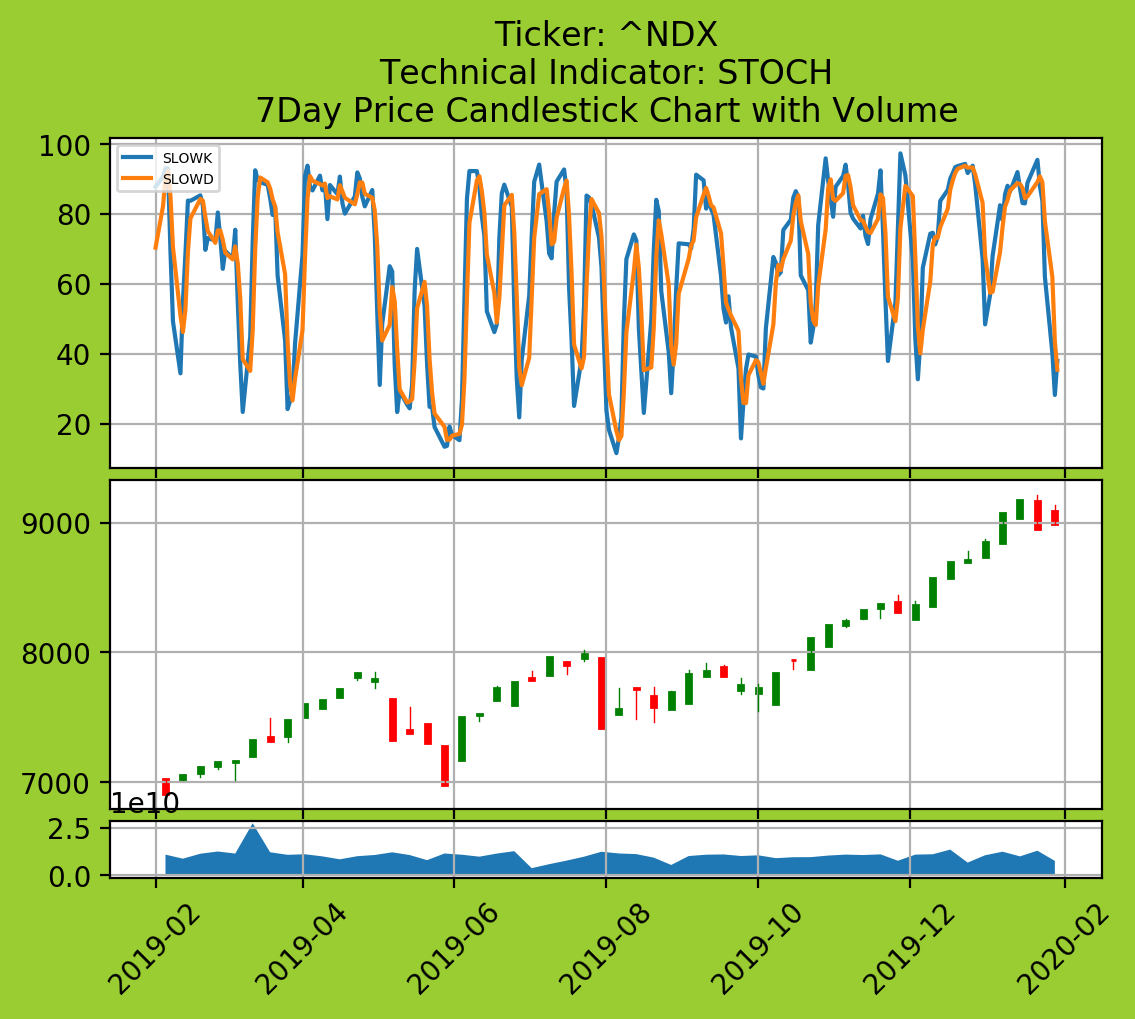 Ticker: ^NDX
Technical Indicator: STOCH
7Day Price Candlestick Chart with Volume
SLOWK
SLOWD
100
80
60
40
20
9000
8000
7000
1e10
2.5
0.0
2019-02
2019-04
2019-06
2019-08
2019-10
2019-12
2020-02